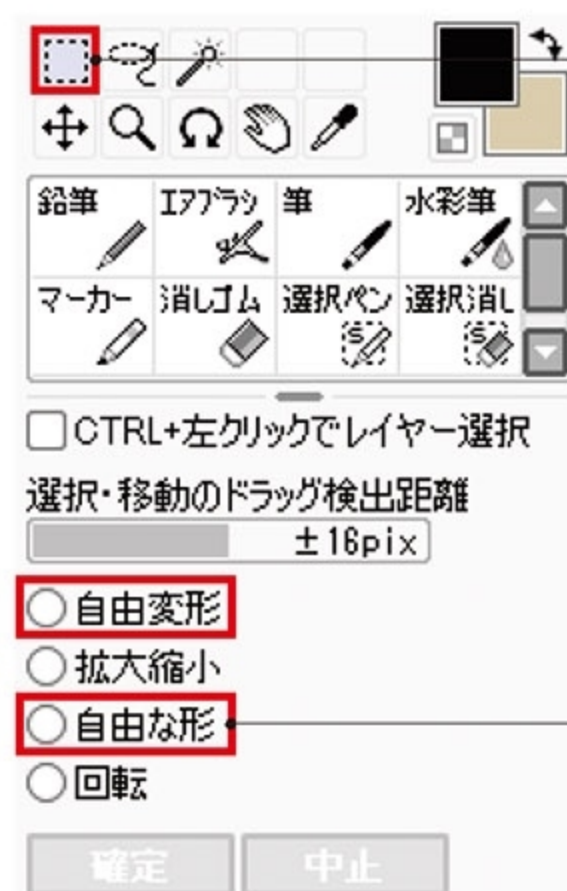 鉛筆 エアブラシ 筆 水彩筆
マーカー 消しゴム 選択ペン 選択消し
CTRL+左クリックでレイヤー選択
選択・移動のドラッグ検出距離
±16pix
自由変形
拡大縮小
自由な形
回転
確定 中止